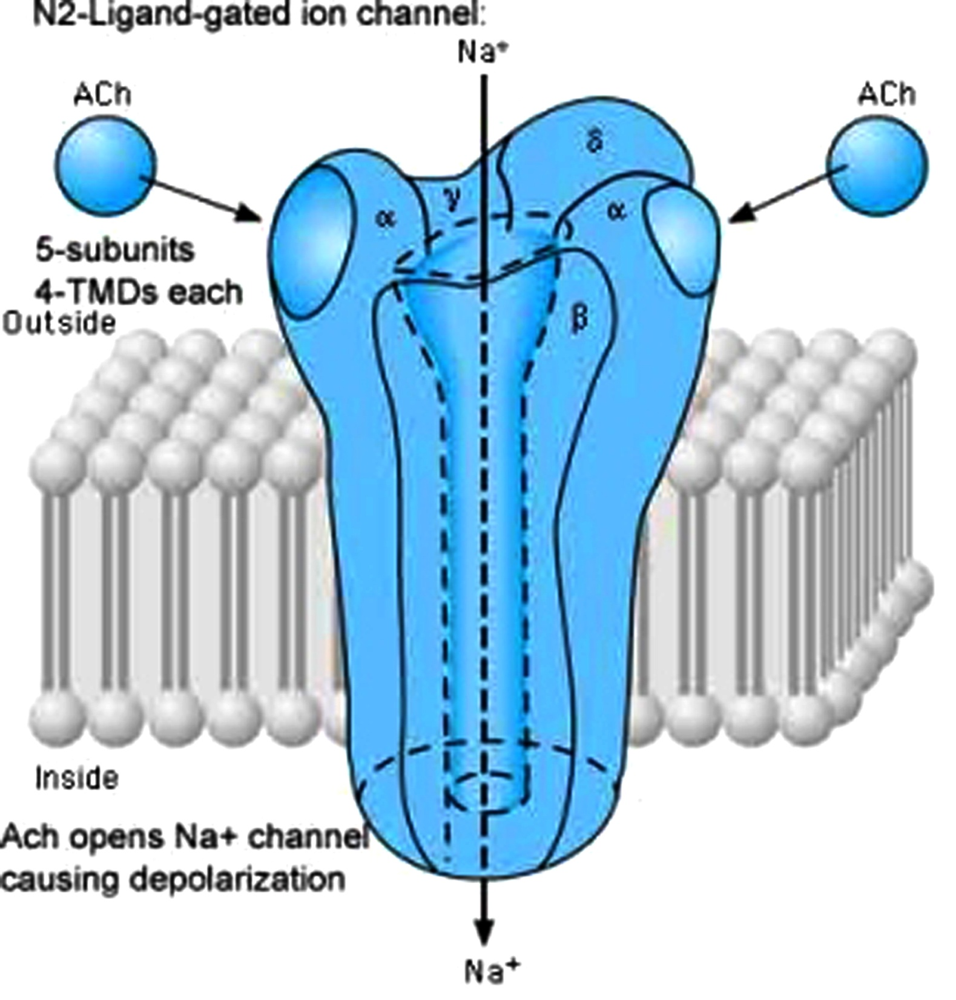 N2-Ligand-gated ion channel:
Na⁺
ACh
ACh
δ
γ
α
α
5-subunits
4-TMDs each
Outside
β
Inside
Ach opens Na+ channel
causing depolarization
Na⁺